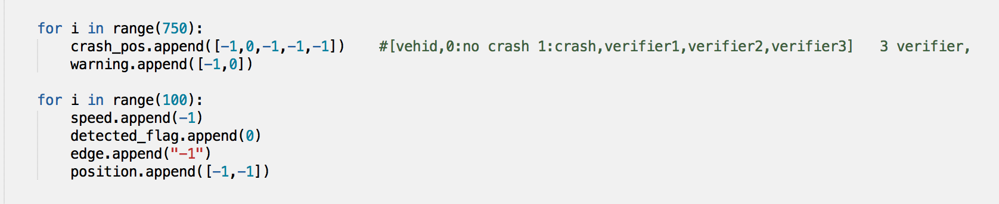 for i in range(750):
    crash_pos.append([-1,0,-1,-1,-1])    #[vehid,0:no crash 1:crash,verifier1,verifier2,verifier3]   3 verifier,
    warning.append([-1,0])
for i in range(100):
    speed.append(-1)
    detected_flag.append(0)
    edge.append("-1")
    position.append([-1,-1])